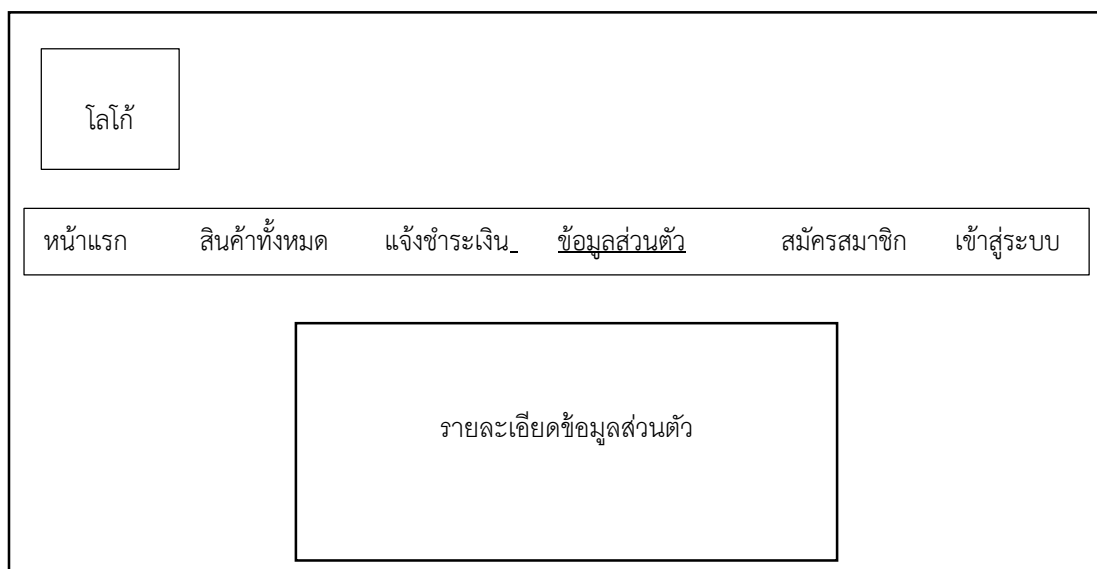 โลโก้
หน้าแรก สินค้าทั้งหมด แจ้งชำระเงิน ข้อมูลส่วนตัว สมัครสมาชิก เข้าสู่ระบบ
รายละเอียดข้อมูลส่วนตัว